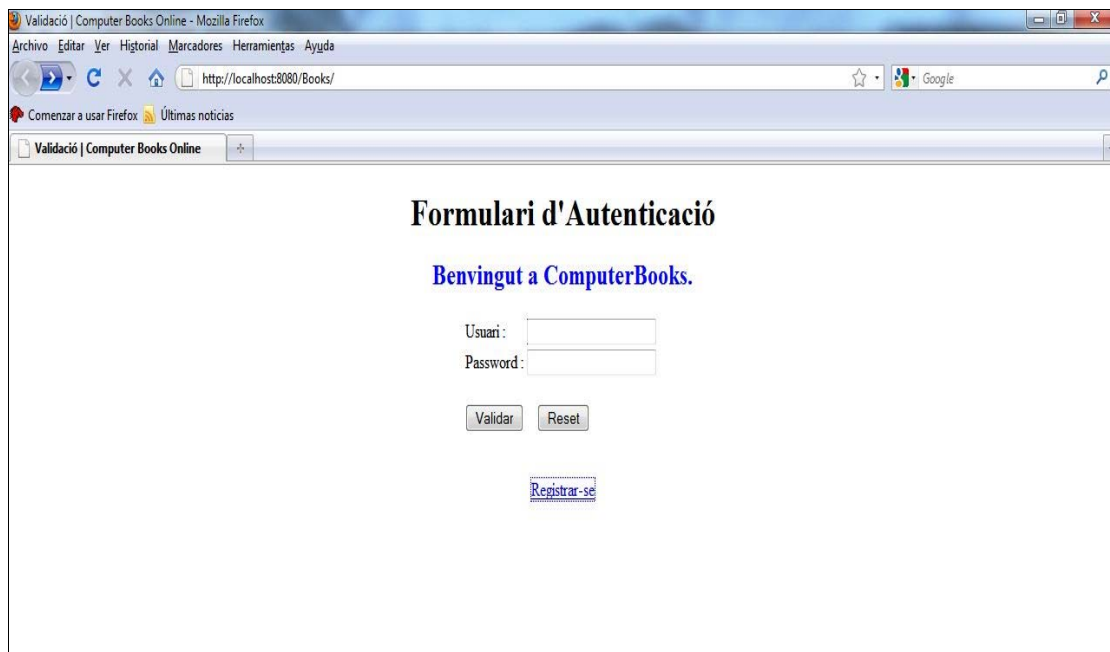 Validació | Computer Books Online - Mozilla Firefox
Archivo Editar Ver Historial Marcadores Herramientas Ayuda
http://localhost:8080/Books/
Google
Comenzar a usar Firefox Últimas noticias
Validació | Computer Books Online
Formulari d'Autenticació
Benvingut a ComputerBooks.
Usuari :
Password :
Validar Reset
Registrar-se